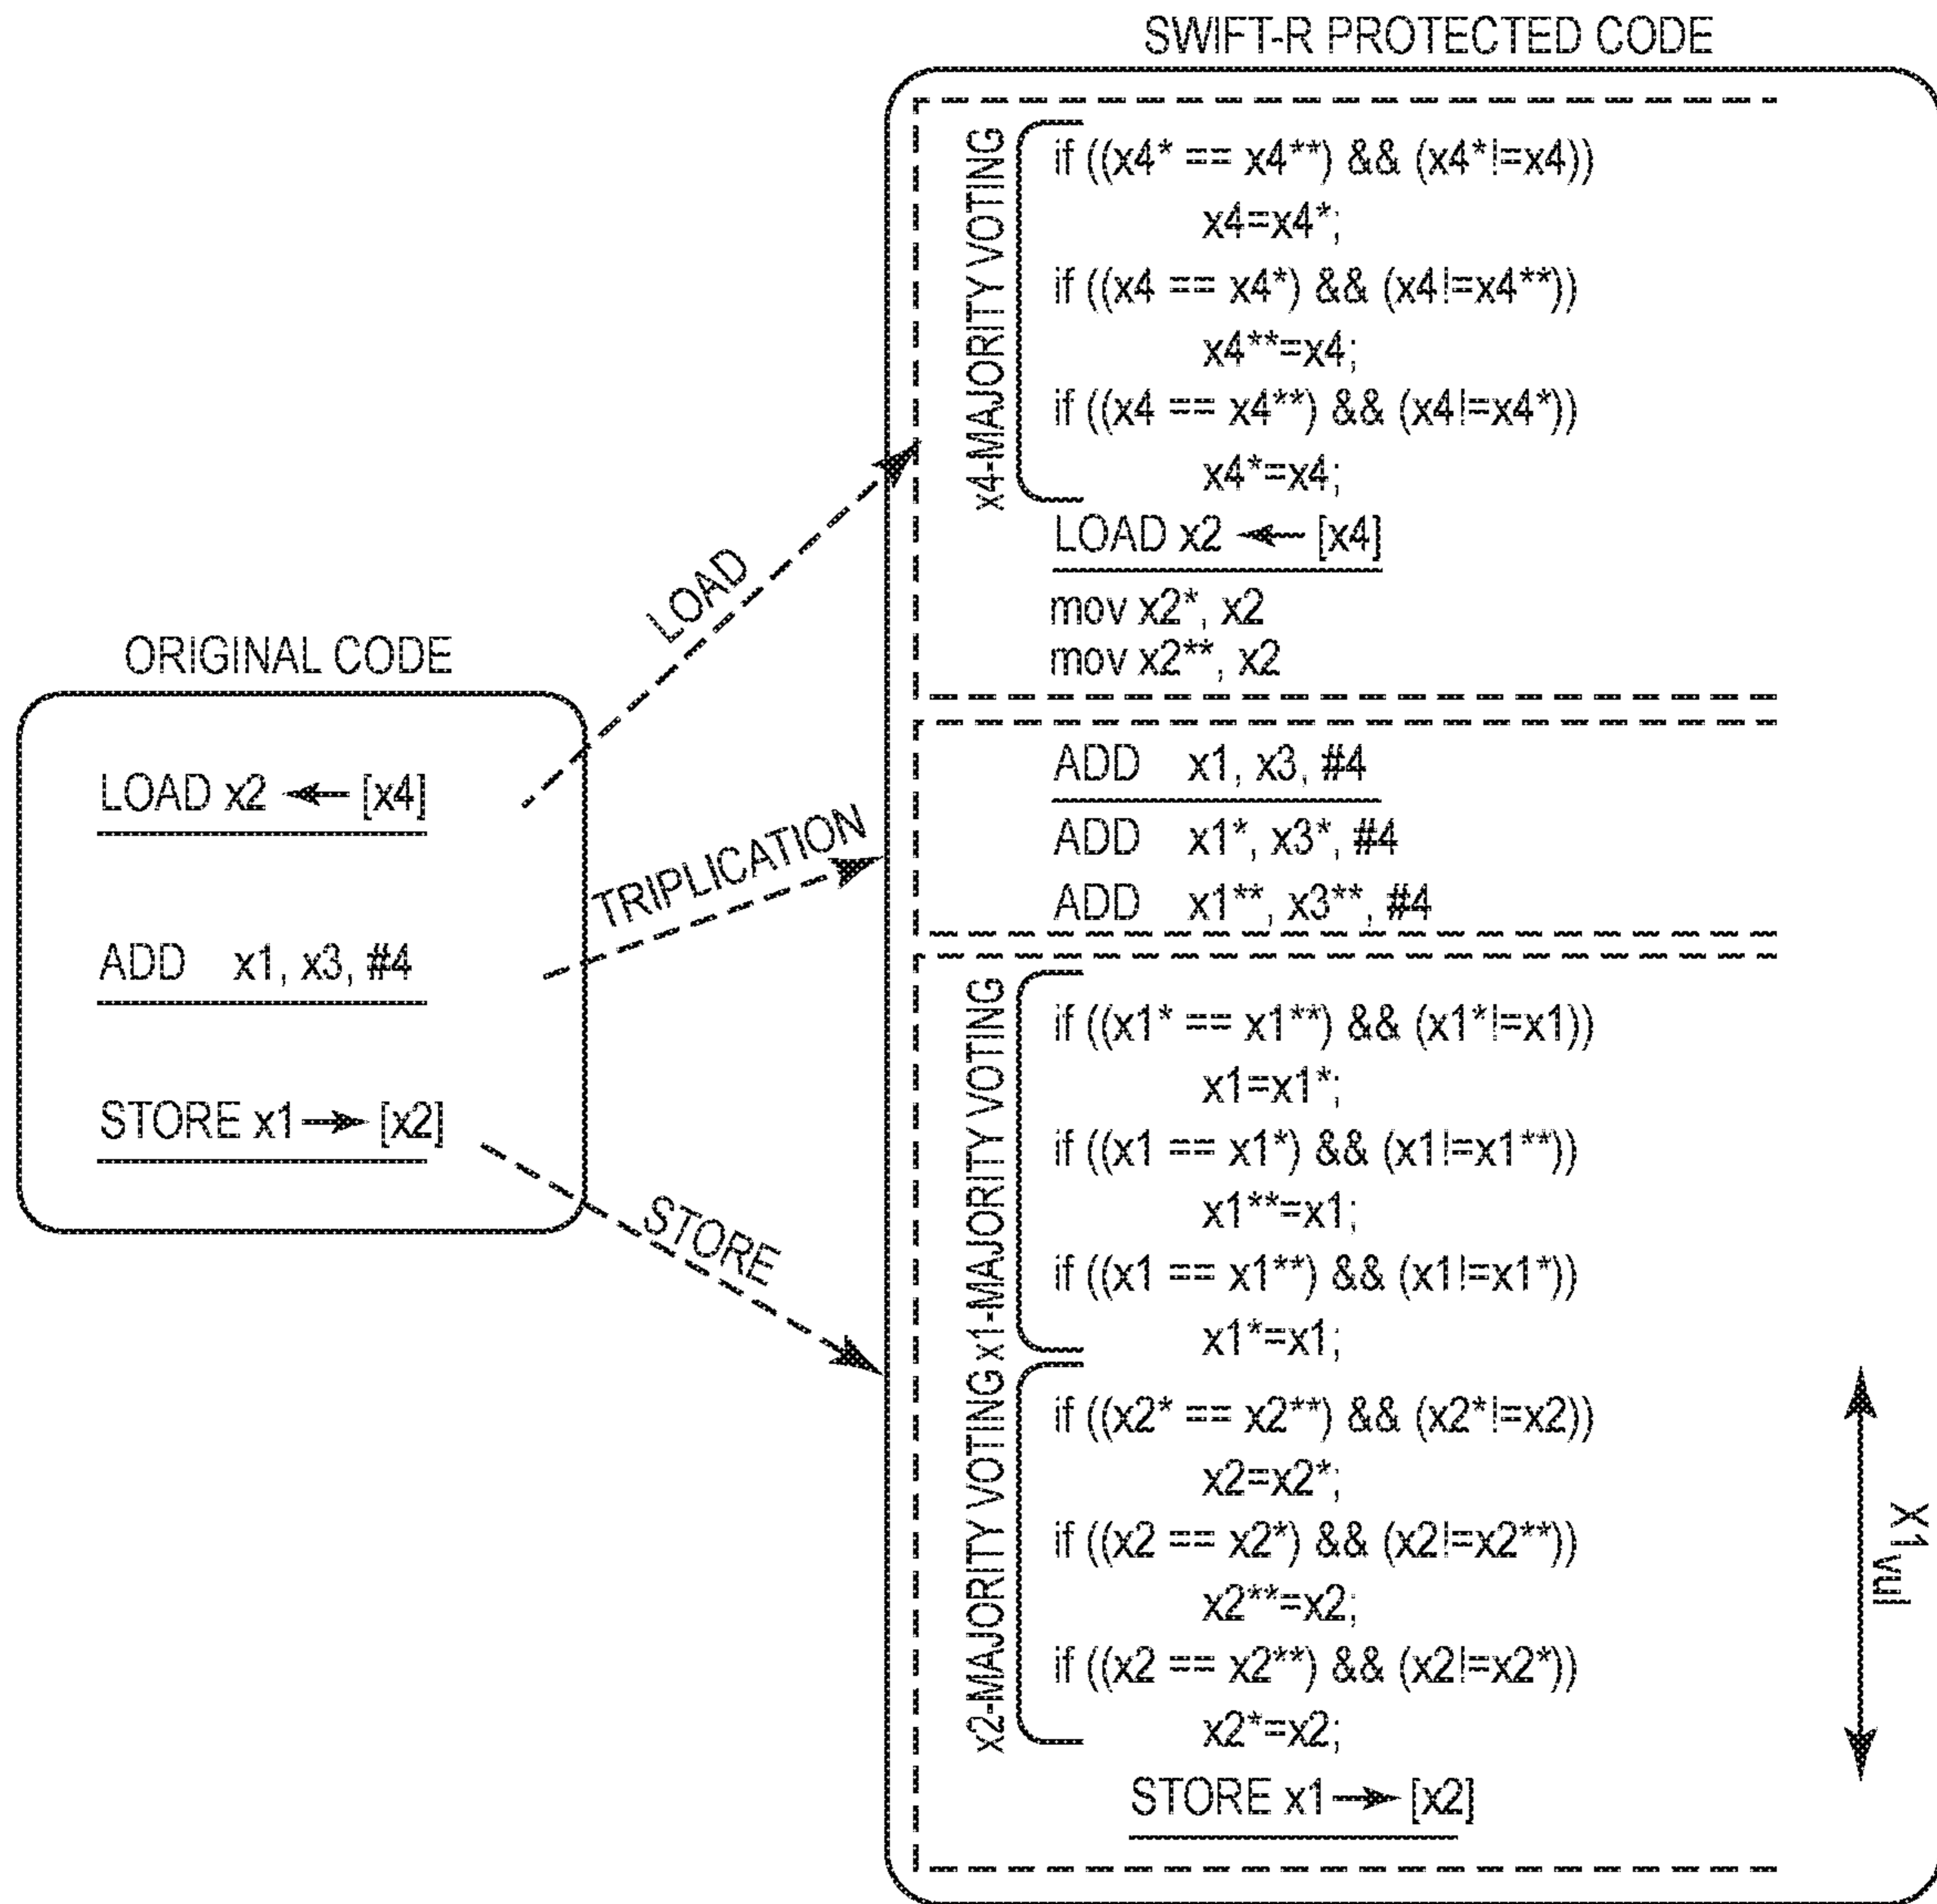 SWIFT-R PROTECTED CODE
x4-MAJORITY VOTING
if ((x4* == x4**) && (x4*!=x4))
x4=x4*;
if ((x4 == x4*) && (x4!=x4**))
x4**=x4;
if ((x4 == x4**) && (x4!=x4*))
x4*=x4;
LOAD x2 ← [x4]
mov x2*, x2
mov x2**, x2
LOAD
ORIGINAL CODE
LOAD x2 ← [x4]
ADD x1, x3, #4
STORE x1 → [x2]
TRIPLICATION
ADD x1, x3, #4
ADD x1*, x3*, #4
ADD x1**, x3**, #4
STORE
x1-MAJORITY VOTING
if ((x1* == x1**) && (x1*!=x1))
x1=x1*;
if ((x1 == x1*) && (x1!=x1**))
x1**=x1;
if ((x1 == x1**) && (x1!=x1*))
x1*=x1;
x2-MAJORITY VOTING
if ((x2* == x2**) && (x2*!=x2))
x2=x2*;
if ((x2 == x2*) && (x2!=x2**))
x2**=x2;
if ((x2 == x2**) && (x2!=x2*))
x2*=x2;
STORE x1 → [x2]
X1vul